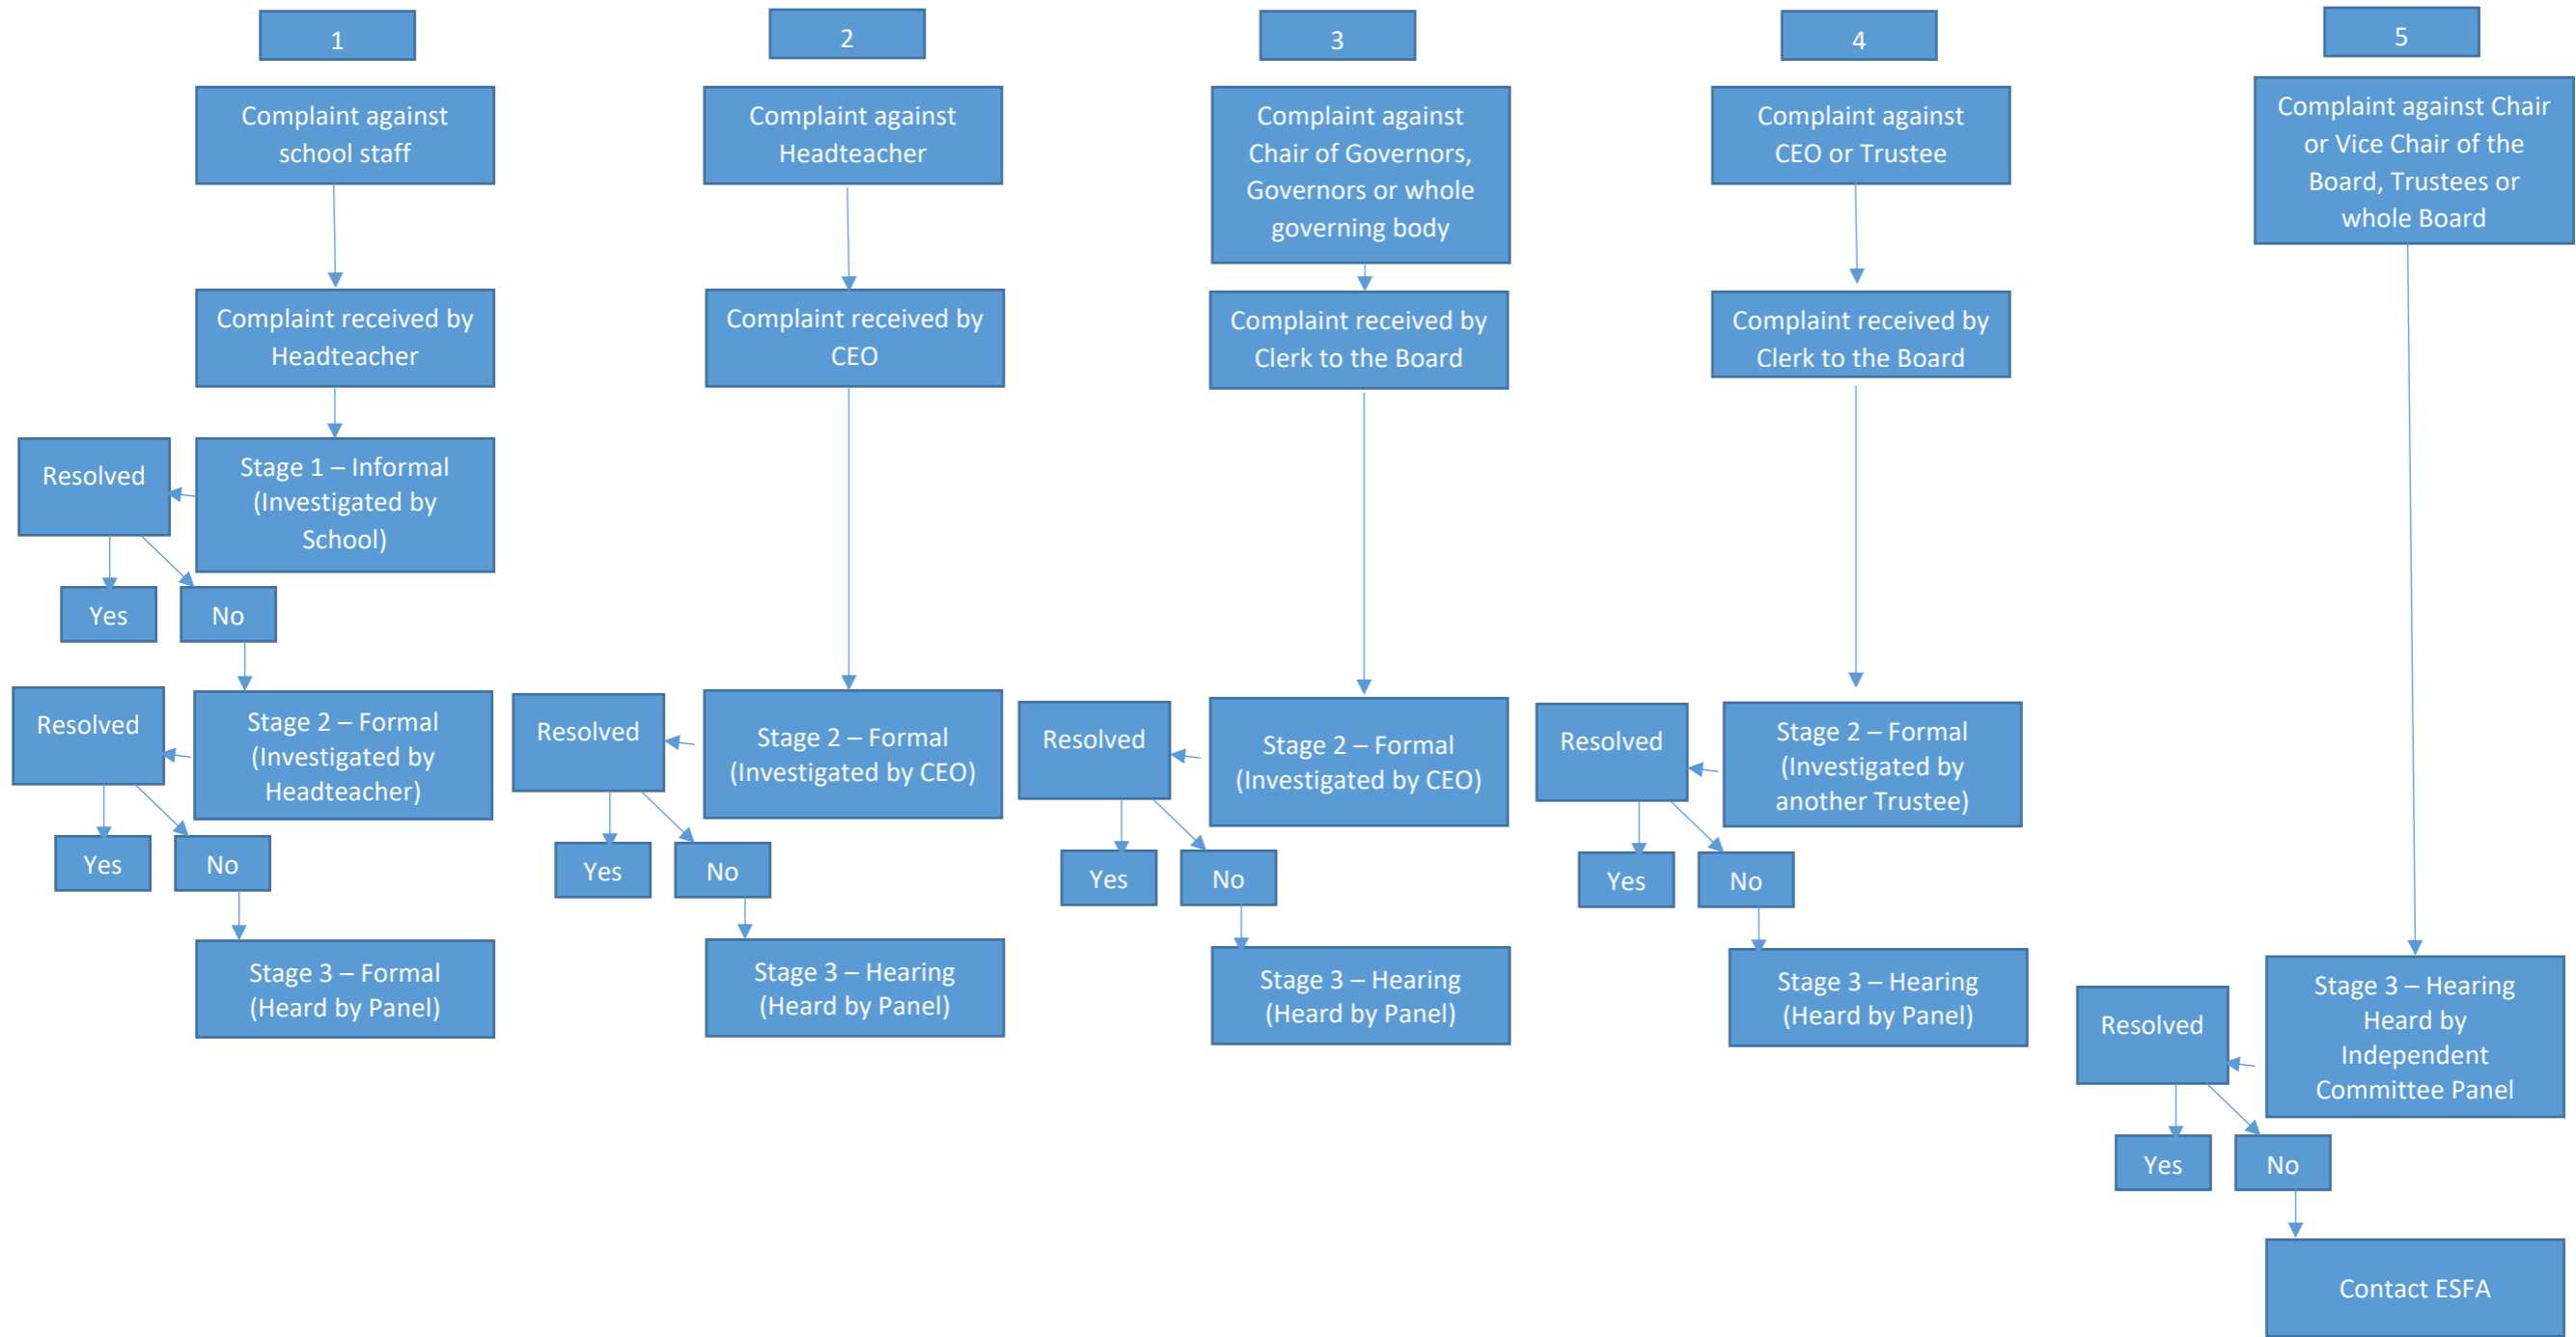 1
Complaint against
school staff
Complaint received by
Headteacher
Stage 1 – Informal
(Investigated by
School)
Resolved
Yes
No
Stage 2 – Formal
(Investigated by
Headteacher)
Resolved
Yes
No
Stage 3 – Formal
(Heard by Panel)
2
Complaint against
Headteacher
Complaint received by
CEO
Stage 2 – Formal
(Investigated by CEO)
Resolved
Yes
No
Stage 3 – Hearing
(Heard by Panel)
3
Complaint against
Chair of Governors,
Governors or whole
governing body
Complaint received by
Clerk to the Board
Stage 2 – Formal
(Investigated by CEO)
Resolved
Yes
No
Stage 3 – Hearing
(Heard by Panel)
4
Complaint against
CEO or Trustee
Complaint received by
Clerk to the Board
Stage 2 – Formal
(Investigated by
another Trustee)
Resolved
Yes
No
Stage 3 – Hearing
(Heard by Panel)
5
Complaint against Chair
or Vice Chair of the
Board, Trustees or
whole Board
Stage 3 – Hearing
Heard by
Independent
Committee Panel
Resolved
Yes
No
Contact ESFA